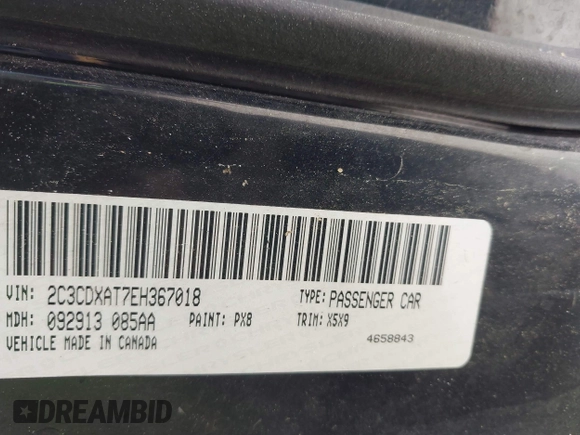 VIN: 2C3CDXAT7EH367018 TYPE: PASSENGER CAR
MDH: 092913 085AA PAINT: PX8 TRIM: X5X9
VEHICLE MADE IN CANADA 4658843
DREAMBID